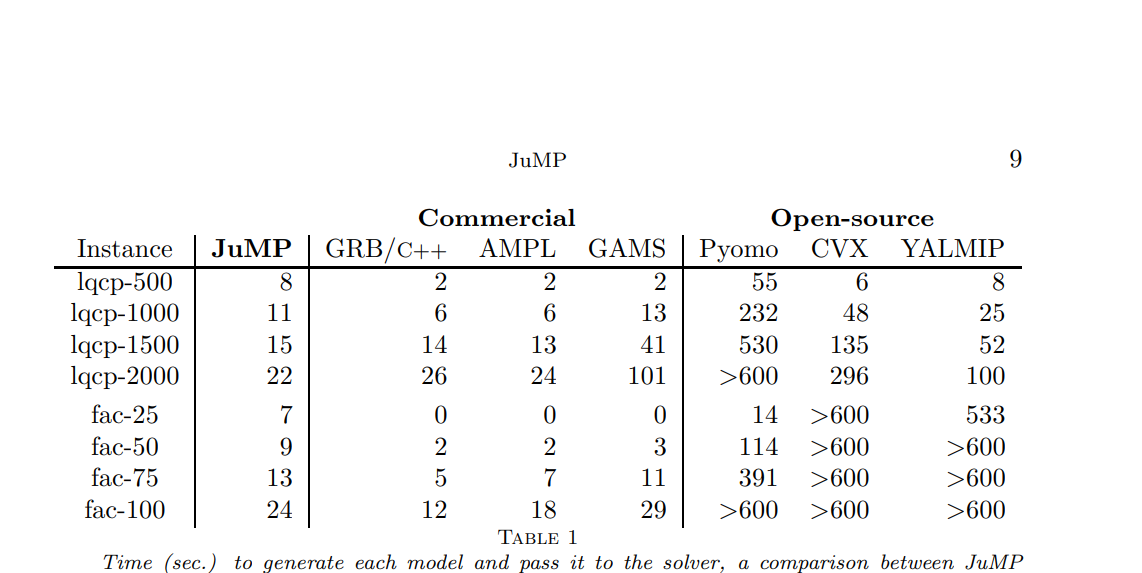 JuMP 9
Commercial Open-source
Instance JuMP GRB/C++ AMPL GAMS Pyomo CVX YALMIP
lqcp-500 8 2 2 2 55 6 8
lqcp-1000 11 6 6 13 232 48 25
lqcp-1500 15 14 13 41 530 135 52
lqcp-2000 22 26 24 101 >600 296 100
fac-25 7 0 0 0 14 >600 533
fac-50 9 2 2 3 114 >600 >600
fac-75 13 5 7 11 391 >600 >600
fac-100 24 12 18 29 >600 >600 >600
Table 1
Time (sec.) to generate each model and pass it to the solver, a comparison between JuMP